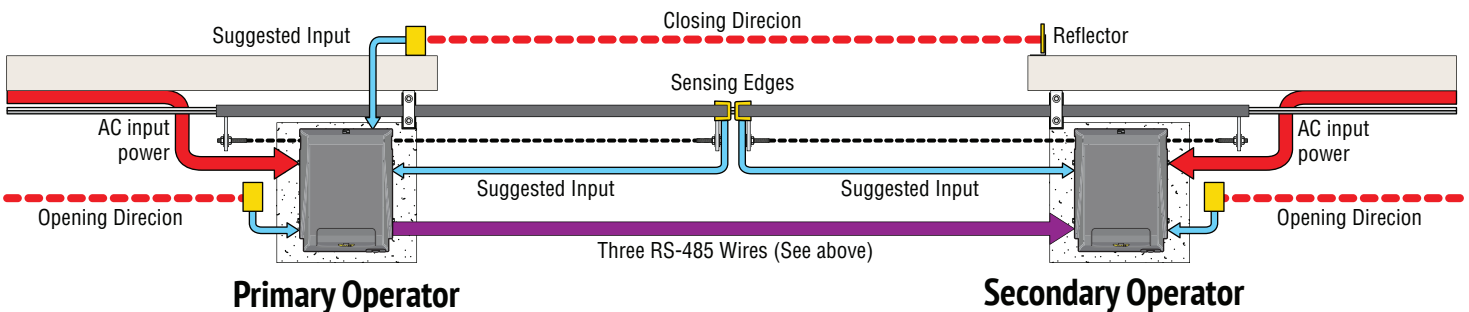 Closing Direcion
Suggested Input
Reflector
Sensing Edges
AC input
power
AC input
power
Suggested Input
Suggested Input
Opening Direcion
Opening Direcion
Three RS-485 Wires (See above)
Primary Operator
Secondary Operator